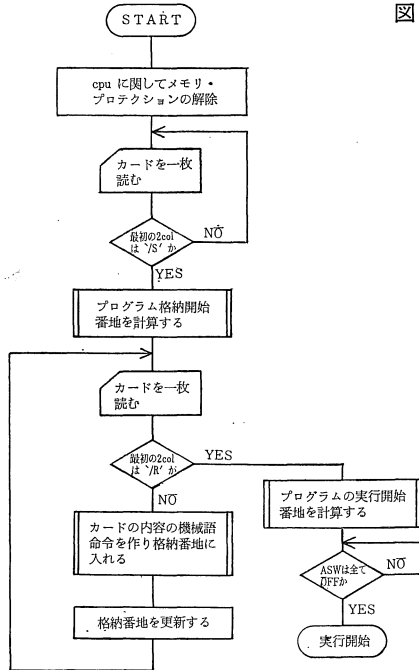 図
START
cpu に関してメモリ・
プロテクションの解除
カードを一枚
読む
最初の2col
は '/S' か
NO
YES
プログラム格納開始
番地を計算する
カードを一枚
読む
最初の2col
は '/R' か
YES
NO
プログラムの実行開始
番地を計算する
カードの内容の機械語
命令を作り格納番地に
入れる
ASWは全て
OFFか
NO
YES
格納番地を更新する
実行開始